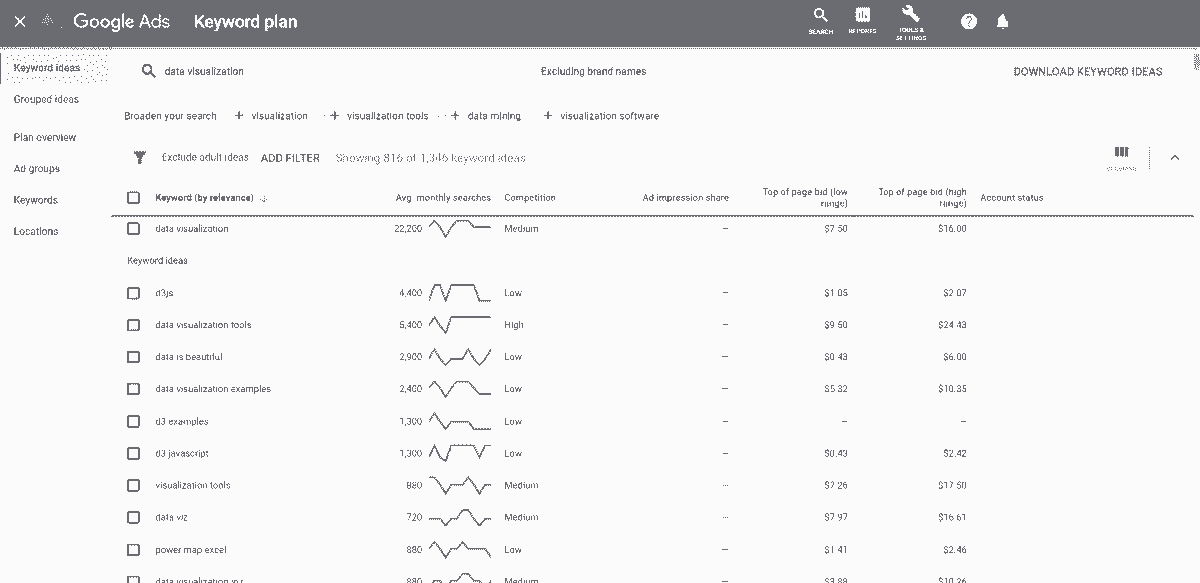 Google Ads Keyword plan
SEARCH REPORTS TOOLS & SETTINGS
Keyword ideas
Grouped ideas
Plan overview
Ad groups
Keywords
Locations
data visualization Excluding brand names DOWNLOAD KEYWORD IDEAS
Broaden your search + visualization + visualization tools + data mining + visualization software
Exclude adult ideas ADD FILTER Showing 816 of 1,346 keyword ideas
COLUMNS
Keyword (by relevance) Avg. monthly searches Competition Ad impression share Top of page bid (low range) Top of page bid (high range) Account status
data visualization 22,200 Medium – $7.50 $16.00
Keyword ideas
d3js 4,400 Low – $1.05 $2.07
data visualization tools 5,400 High – $9.50 $24.43
data is beautiful 2,900 Low – $0.43 $6.00
data visualization examples 2,400 Low – $5.32 $10.35
d3 examples 1,300 Low – – –
d3 javascript 1,300 Low – $0.43 $2.42
visualization tools 880 Medium – $7.26 $17.50
data viz 720 Medium – $7.97 $16.61
power map excel 880 Low – $1.41 $2.46
data visualization in r 880 Medium – $3.88 $10.26